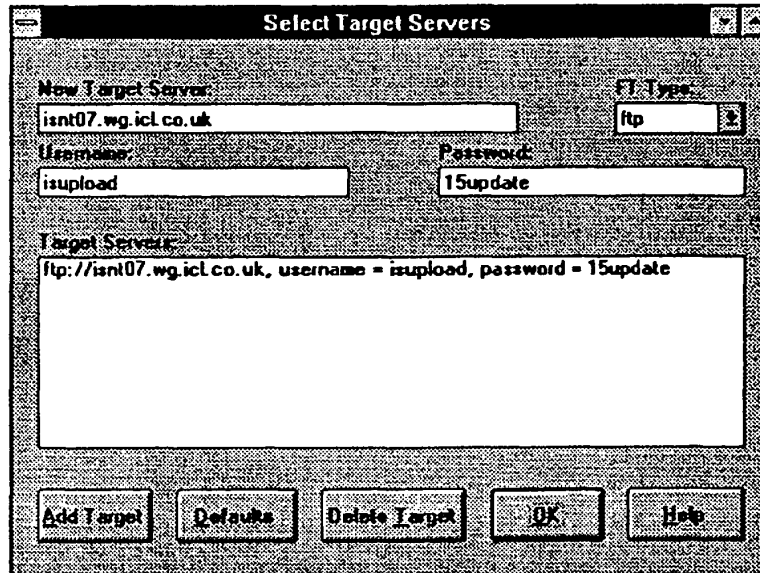 Select Target Servers
New Target Server:
FT Type:
isnt07.wg.icl.co.uk
ftp
Username:
Password:
isupload
15update
Target Servers:
ftp://isnt07.wg.icl.co.uk, username = isupload, password = 15update
Add Target
Defaults
Delete Target
OK
Help